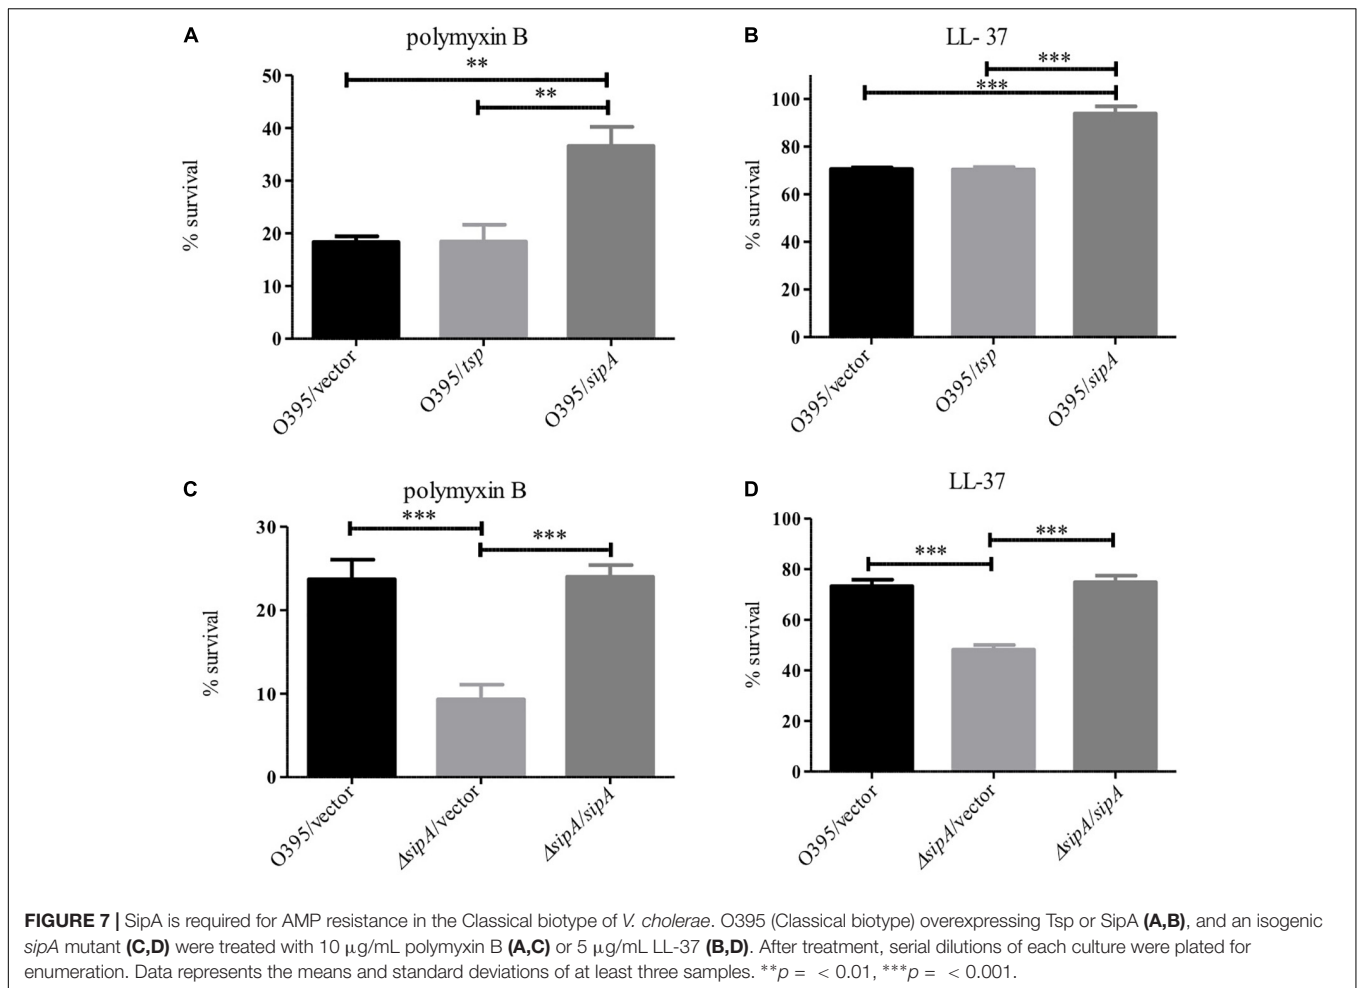 A
polymyxin B
**
**
50
40
30
20
10
0
% survival
O395/vector
O395/tsp
O395/sipA
B
LL- 37
***
***
100
80
60
40
20
0
% survival
O395/vector
O395/tsp
O395/sipA
C
polymyxin B
***
***
30
20
10
0
% survival
O395/vector
ΔsipA/vector
ΔsipA/sipA
D
LL-37
***
***
100
80
60
40
20
0
% survival
O395/vector
ΔsipA/vector
ΔsipA/sipA
FIGURE 7 | SipA is required for AMP resistance in the Classical biotype of V. cholerae. O395 (Classical biotype) overexpressing Tsp or SipA (A,B), and an isogenic
sipA mutant (C,D) were treated with 10 μg/mL polymyxin B (A,C) or 5 μg/mL LL-37 (B,D). After treatment, serial dilutions of each culture were plated for
enumeration. Data represents the means and standard deviations of at least three samples. **p = < 0.01, ***p = < 0.001.